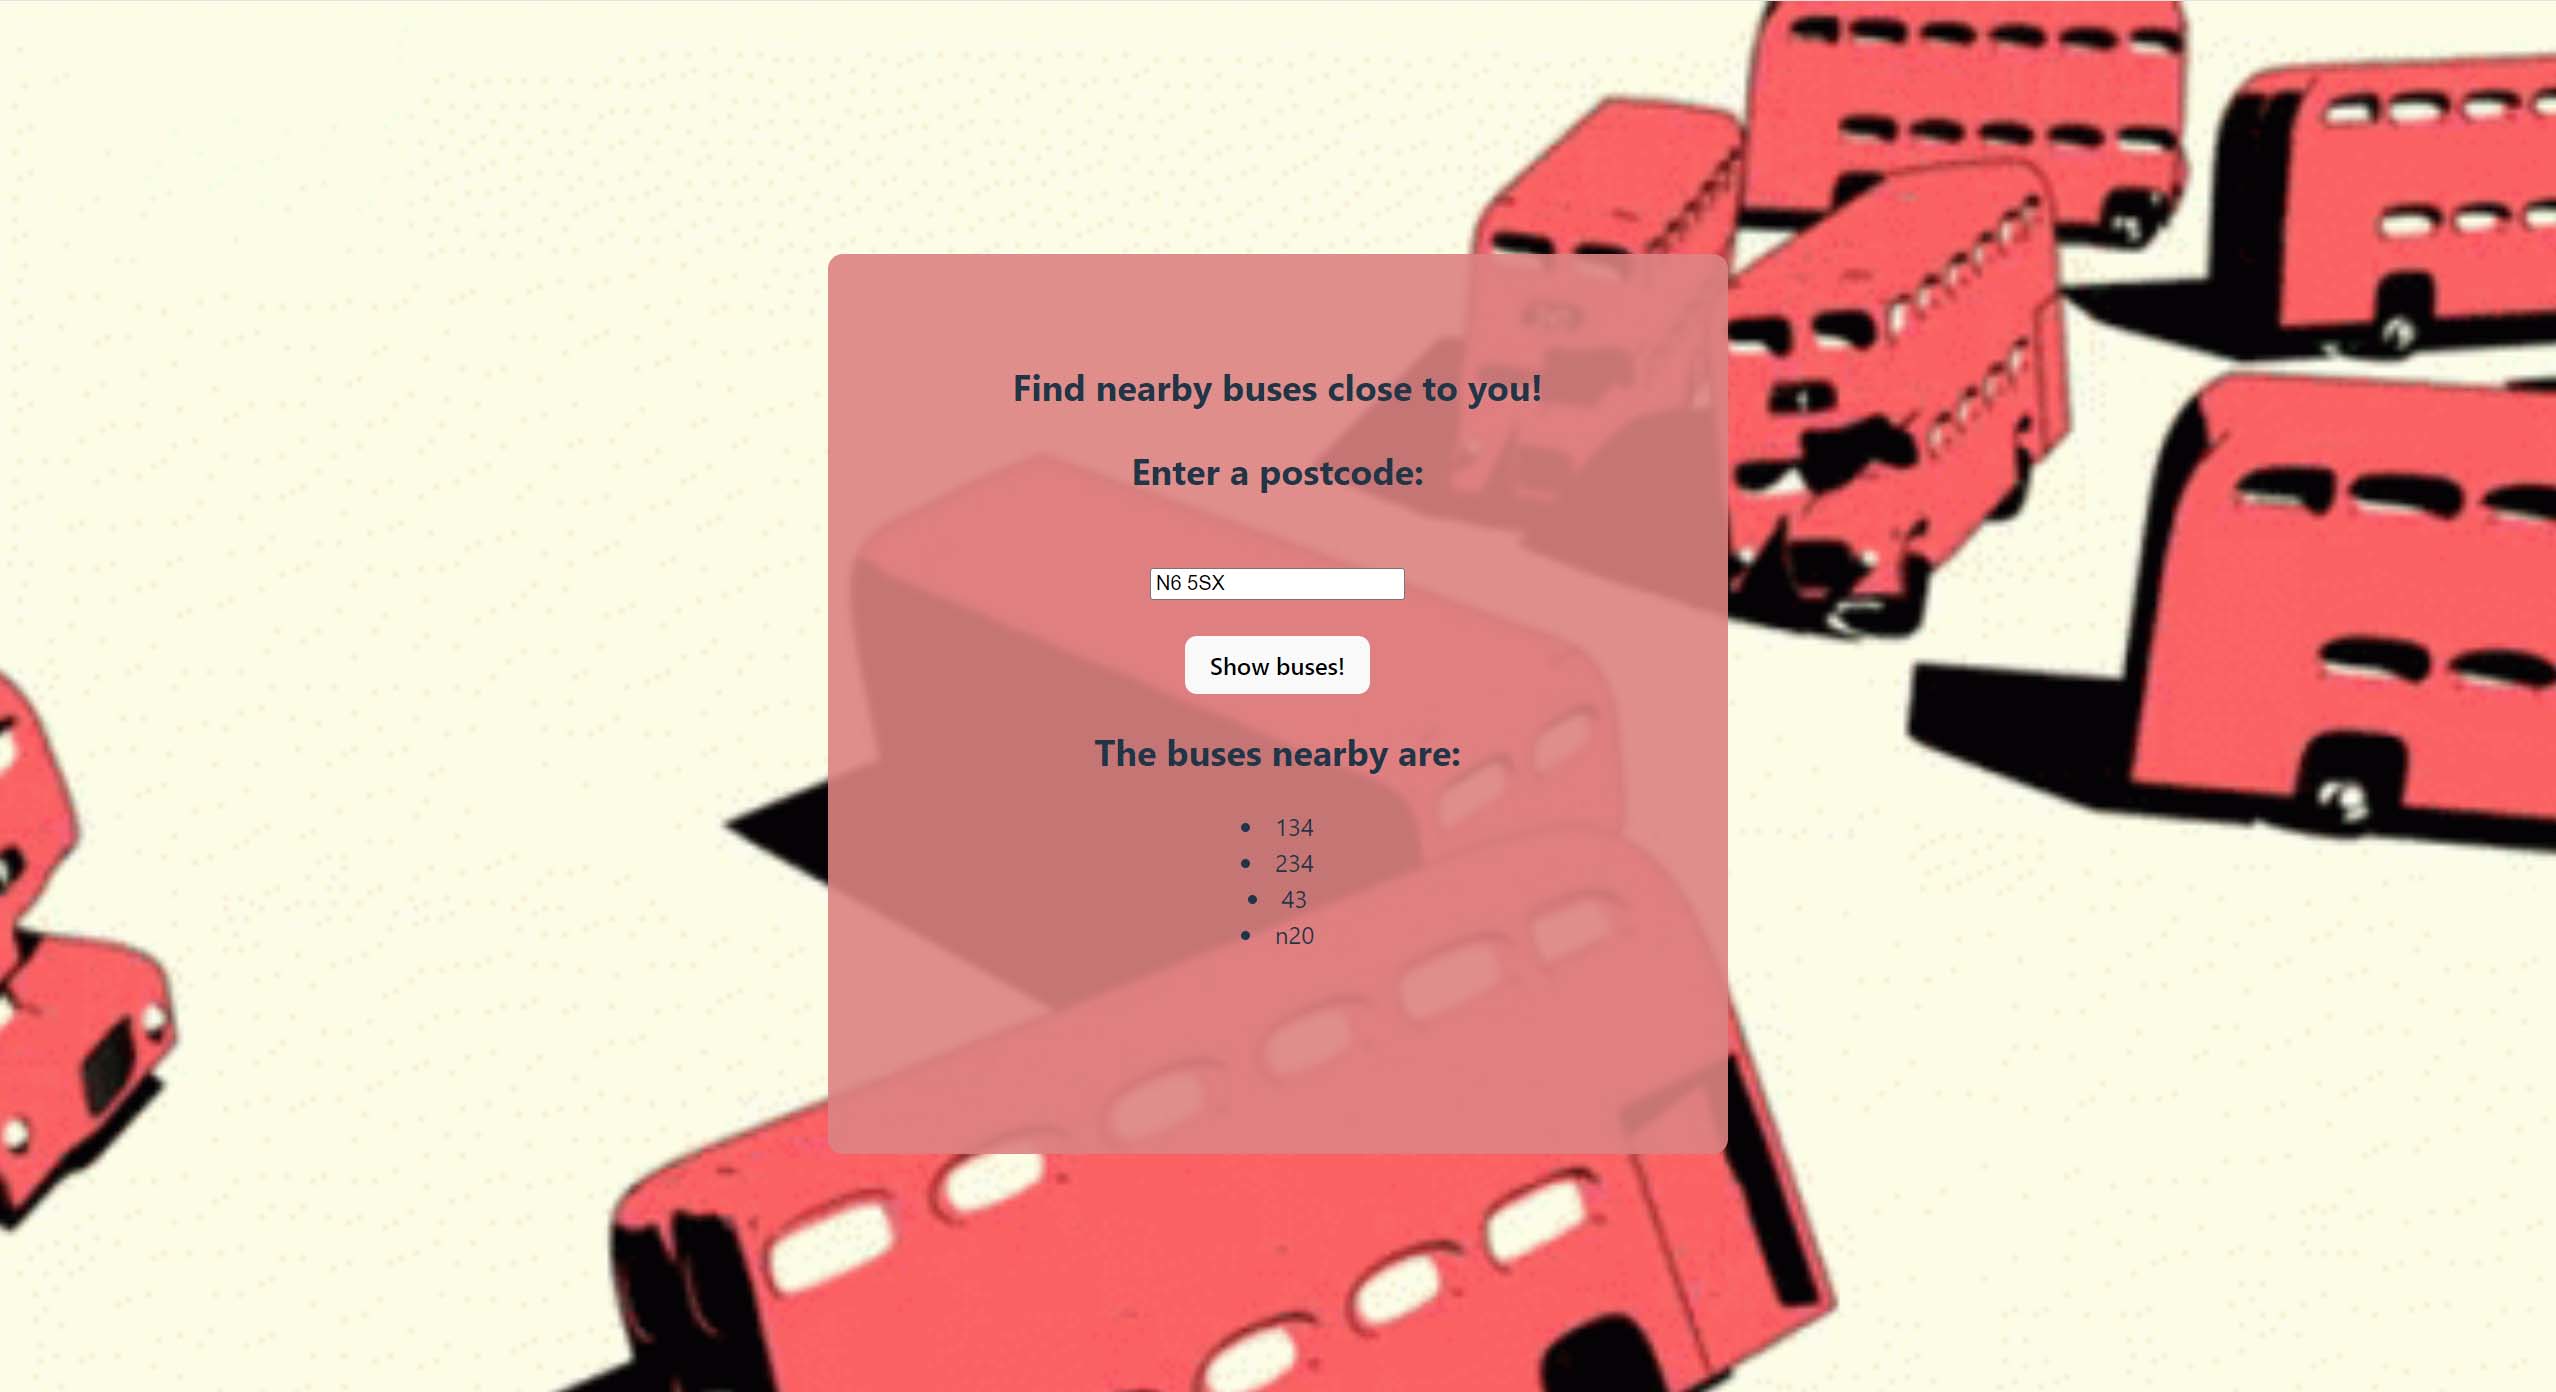 Find nearby buses close to you!
Enter a postcode:
N6 5SX
Show buses!
The buses nearby are:
• 134
• 234
• 43
• n20